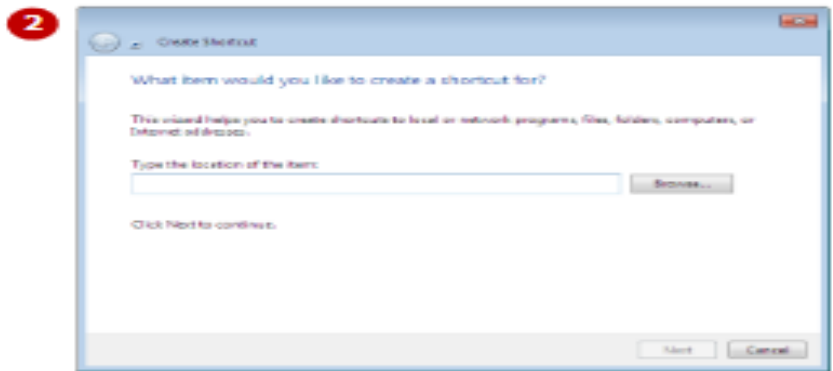 2
Create Shortcut
What item would you like to create a shortcut for?
This wizard helps you to create shortcuts to local or network programs, files, folders, computers, or
Internet addresses.
Type the location of the item:
Browse...
Click Next to continue.
Next
Cancel